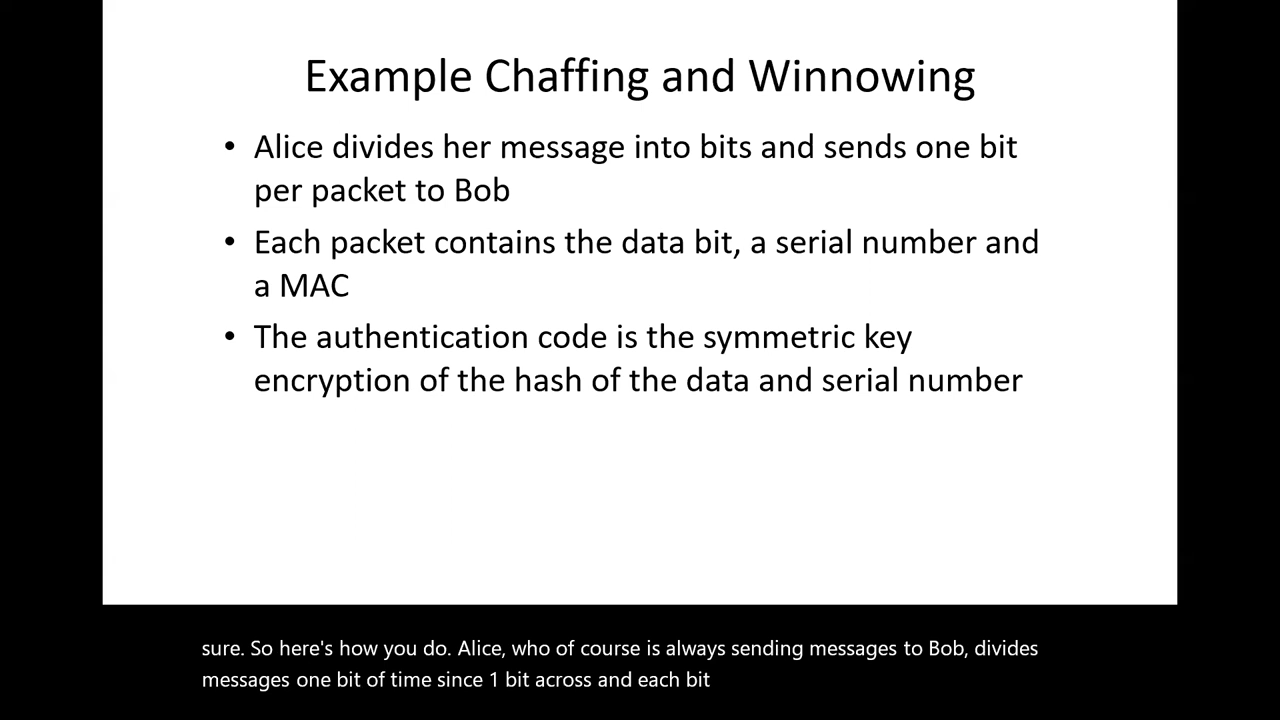 Example Chaffing and Winnowing
• Alice divides her message into bits and sends one bit
per packet to Bob
• Each packet contains the data bit, a serial number and
a MAC
• The authentication code is the symmetric key
encryption of the hash of the data and serial number
sure. So here's how you do. Alice, who of course is always sending messages to Bob, divides
messages one bit of time since 1 bit across and each bit